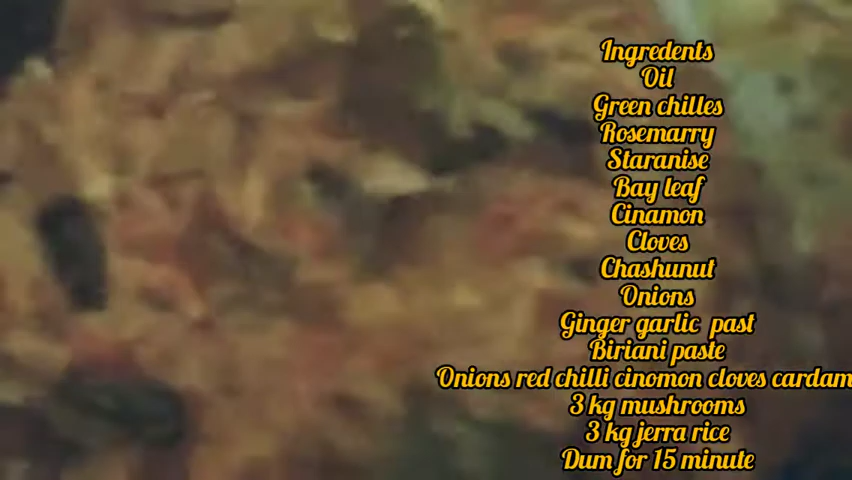 Ingredents
Oil
Green chilles
Rosemarry
Staranise
Bay leaf
Cinamon
Cloves
Chashunut
Onions
Ginger garlic past
Biriani paste
Onions red chilli cinomon cloves cardam
3 kg mushrooms
3 kg jerra rice
Dum for 15 minute